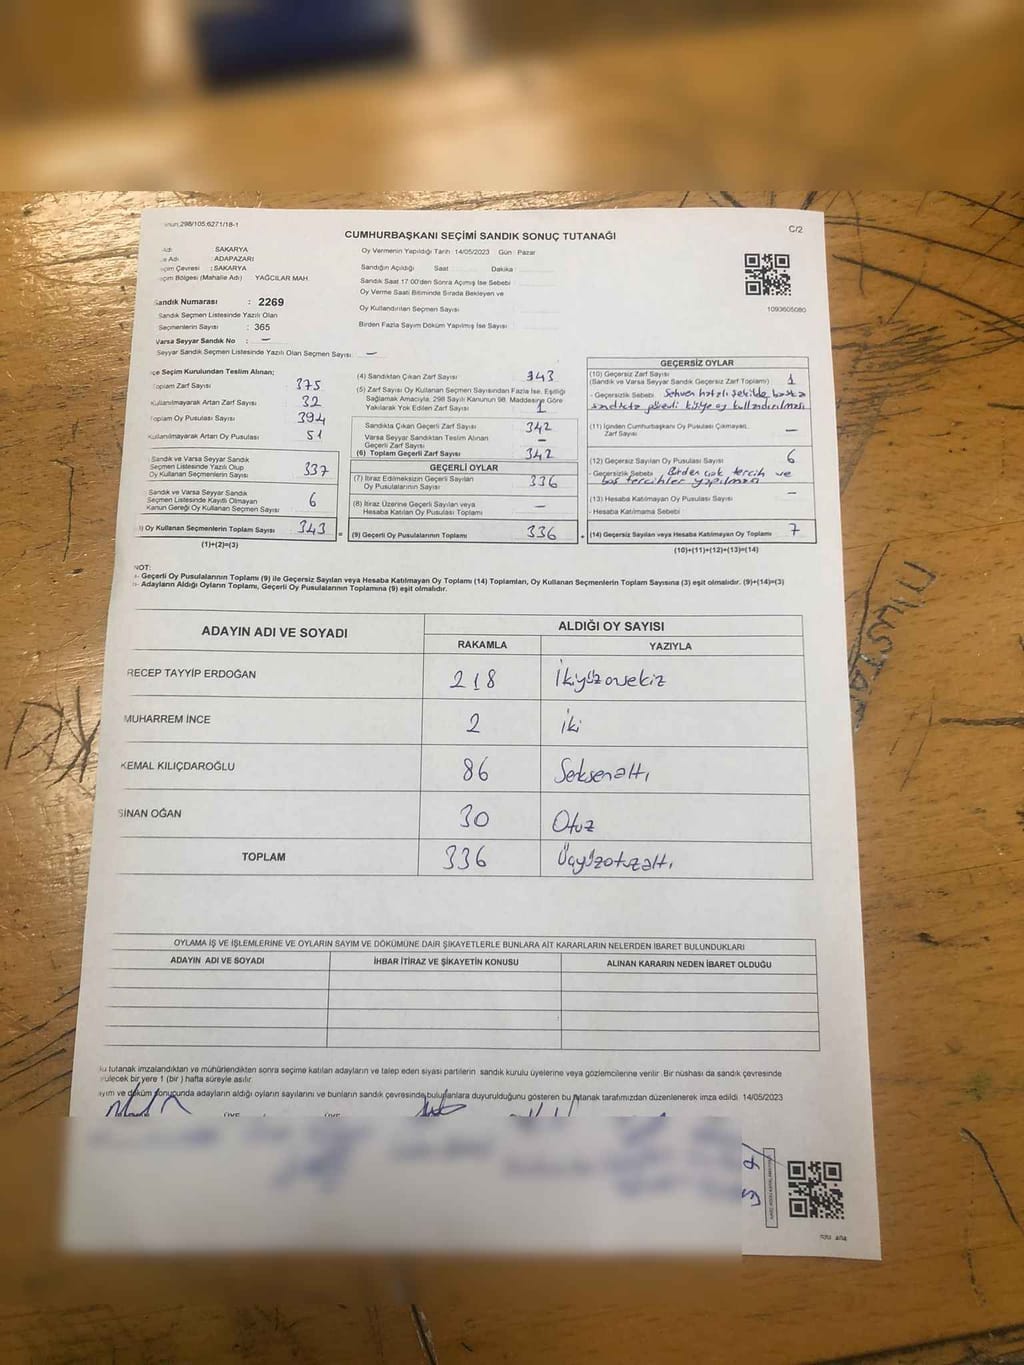 298/105;6271/18-1
C/2
CUMHURBAŞKANI SEÇİMİ SANDIK SONUÇ TUTANAĞI
Adı : SAKARYA
Adı : ADAPAZARI
Çevresi : SAKARYA
Bölgesi (Mahalle Adı) YAĞCILAR MAH.
Sandık Numarası : 2269
Sandık Seçmen Listesinde Yazılı Olan
Seçmenlerin Sayısı : 365
Varsa Seyyar Sandık No : –
Seyyar Sandık Seçmen Listesinde Yazılı Olan Seçmen Sayısı –
Oy Vermenin Yapıldığı Tarih 14/05/2023 Gün : Pazar
Sandığın Açıldığı Saat Dakika
Sandık Saat 17:00'den Sonra Açımış İse Sebebi
Oy Verme Saati Bitiminde Sırada Bekleyen ve
Oy Kullandırılan Seçmen Sayısı
Birden Fazla Sayım Döküm Yapılmış İse Sayısı
1093605080
Seçim Kurulundan Teslim Alınan;
Toplam Zarf Sayısı 375
Kullanılmayarak Artan Zarf Sayısı 32
Toplam Oy Pusulası Sayısı 394
Kullanılmayarak Artan Oy Pusulası 51
Sandık ve Varsa Seyyar Sandık
Seçmen Listesinde Yazılı Olup
Oy Kullanan Seçmenlerin Sayısı 337
Sandık ve Varsa Seyyar Sandık
Seçmen Listesinde Kayıtlı Olmayan
Kanun Gereği Oy Kullanan Seçmen Sayısı 6
Oy Kullanan Seçmenlerin Toplam Sayısı 343
(1)+(2)=(3)
(4) Sandıktan Çıkan Zarf Sayısı 343
(5) Zarf Sayısı Oy Kullanan Seçmen Sayısından Fazla İse, Eşitliği
Sağlamak Amacıyla, 298 Sayılı Kanunun 98. Maddesine Göre
Yakılarak Yok Edilen Zarf Sayısı 1
Sandıkta Çıkan Geçerli Zarf Sayısı 342
Varsa Seyyar Sandıktan Teslim Alınan
Geçerli Zarf Sayısı –
(6) Toplam Geçerli Zarf Sayısı 342
GEÇERLİ OYLAR
(7) İtiraz Edilmeksizin Geçerli Sayılan
Oy Pusulalarının Sayısı 336
(8) İtiraz Üzerine Geçerli Sayılan veya
Hesaba Katılan Oy Pusulası Toplamı –
(9) Geçerli Oy Pusulalarının Toplamı 336
GEÇERSİZ OYLAR
(10) Geçersiz Zarf Sayısı
(Sandık ve Varsa Seyyar Sandık Geçersiz Zarf Toplamı) 1
- Geçersizlik Sebebi Sehven hatalı şekilde başka
sandıkta görevli kişiye oy kullandırılması
(11) İçinden Cumhurbaşkanı Oy Pusulası Çıkmayan
Zarf Sayısı –
(12) Geçersiz Sayılan Oy Pusulası Sayısı 6
- Geçersizlik Sebebi Birden çok tercih ve
boş tercihler yapılması
(13) Hesaba Katılmayan Oy Pusulası Sayısı –
- Hesaba Katılmama Sebebi
(14) Geçersiz Sayılan veya Hesaba Katılmayan Oy Toplamı 7
(10)+(11)+(12)+(13)=(14)
NOT:
- Geçerli Oy Pusulalarının Toplamı (9) ile Geçersiz Sayılan veya Hesaba Katılmayan Oy Toplamı (14) Toplamları, Oy Kullanan Seçmenlerin Toplam Sayısına (3) eşit olmalıdır. (9)+(14)=(3)
- Adayların Aldığı Oyların Toplamı, Geçerli Oy Pusulalarının Toplamına (9) eşit olmalıdır.
ADAYIN ADI VE SOYADI ALDIĞI OY SAYISI
RAKAMLA YAZIYLA
RECEP TAYYİP ERDOĞAN 218 İkiyüzonsekiz
MUHARREM İNCE 2 İki
KEMAL KILIÇDAROĞLU 86 Seksenaltı
SİNAN OĞAN 30 Otuz
TOPLAM 336 Üçyüzotuzaltı
OYLAMA İŞ VE İŞLEMLERİNE VE OYLARIN SAYIM VE DÖKÜMÜNE DAİR ŞİKAYETLERLE BUNLARA AİT KARARLARIN NELERDEN İBARET BULUNDUKLARI
ADAYIN ADI VE SOYADI İHBAR İTİRAZ VE ŞİKAYETİN KONUSU ALINAN KARARIN NEDEN İBARET OLDUĞU
tutanak imzalandıktan ve mühürlendikten sonra seçime katılan adayların ve talep eden siyasi partilerin sandık kurulu üyelerine veya gözlemcilerine verilir. Bir nüshası da sandık çevresinde
bir yere 1 (bir) hafta süreyle asılır
ve döküm sonucunda adayların aldığı oyların sayılarını ve bunların sandık çevresinde bulunanlara duyurulduğunu gösteren bu tutanak tarafımızdan düzenlenerek imza edildi. 14/05/2023